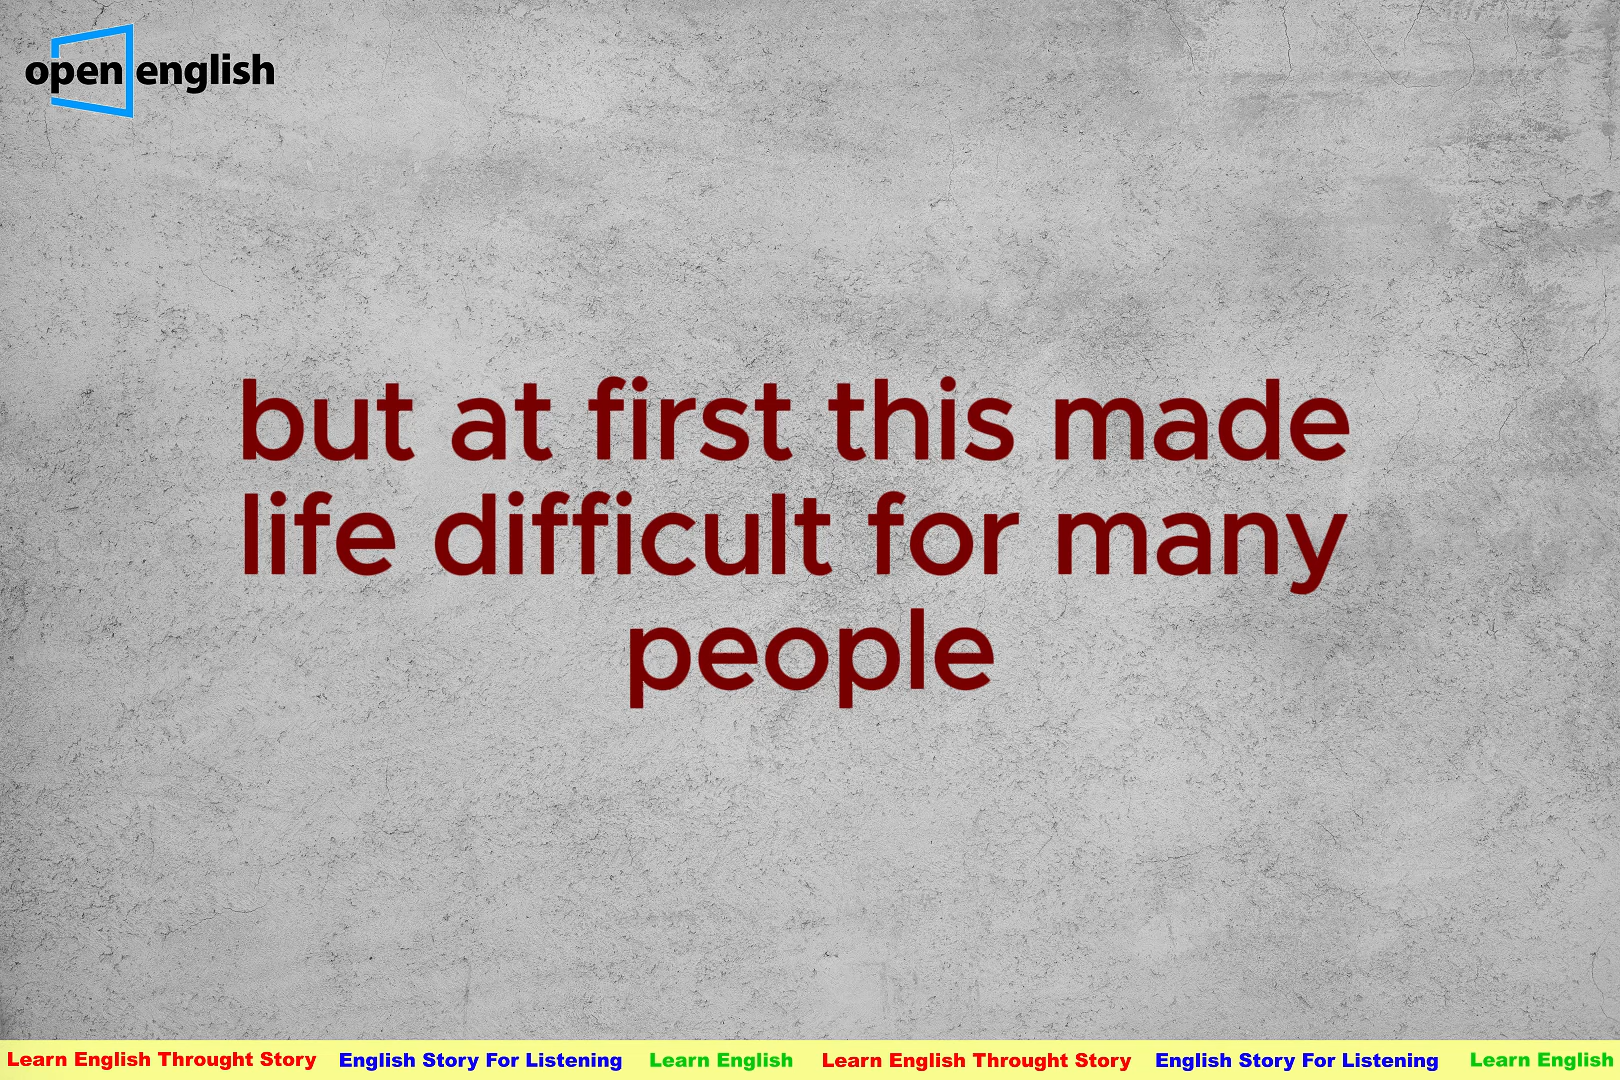 open english
but at first this made
life difficult for many
people
Learn English Throught Story English Story For Listening Learn English Learn English Throught Story English Story For Listening Learn English